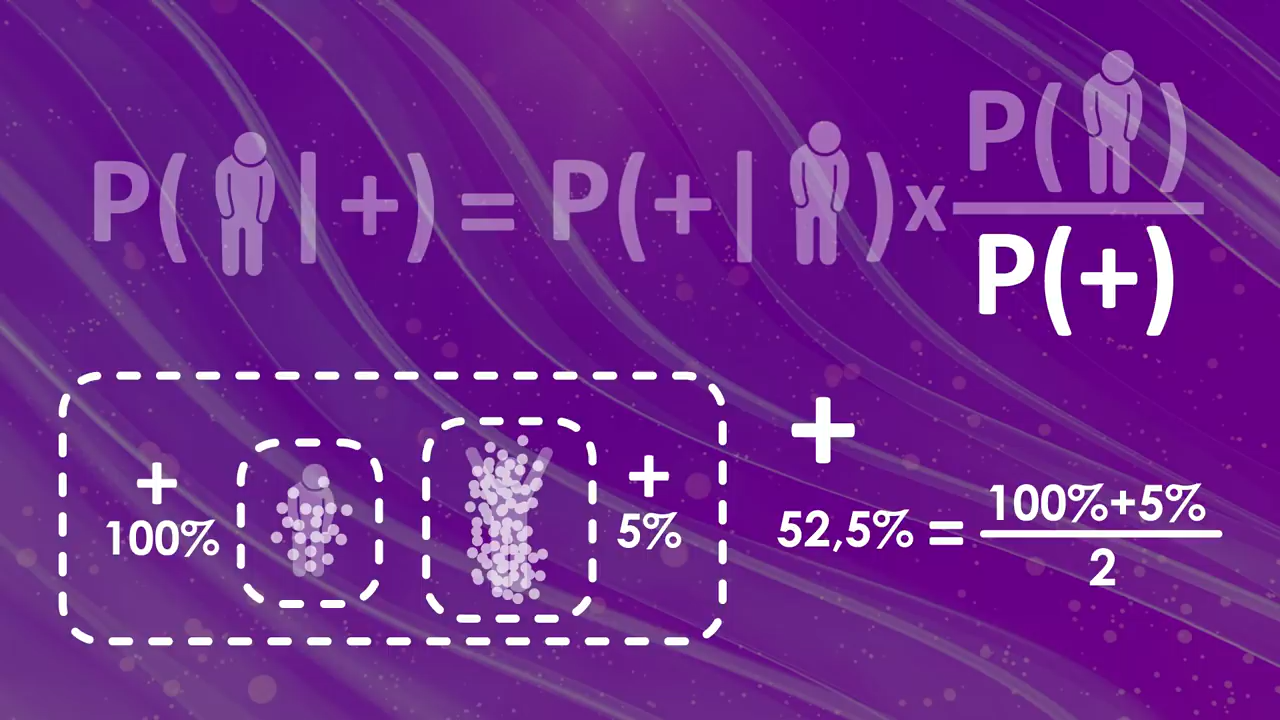 P( | +) = P(+ | ) x P( )
P(+)
+
+ +
100% 5%
52,5% = 100%+5%
2